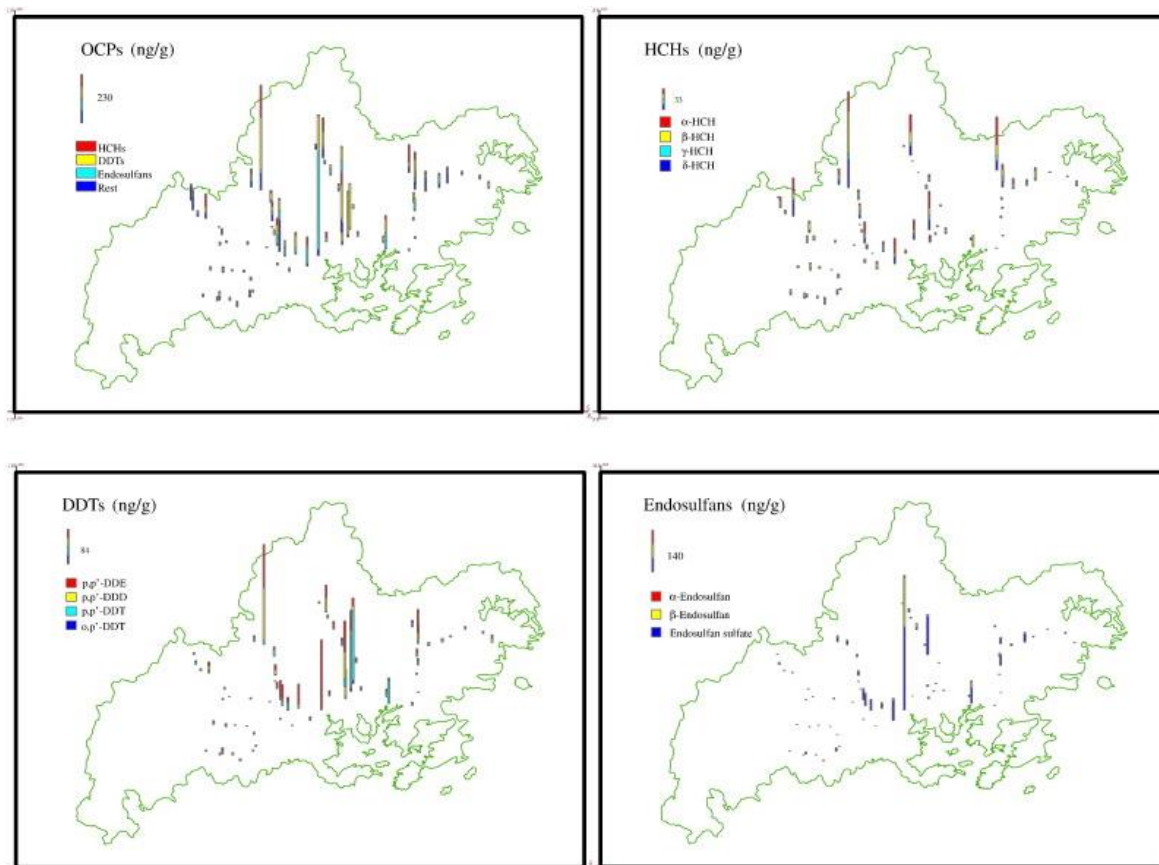 OCPs (ng/g)
230
HCHs
DDTs
Endosulfans
Rest
HCHs (ng/g)
33
α-HCH
β-HCH
γ-HCH
δ-HCH
DDTs (ng/g)
84
p,p'-DDE
p,p'-DDD
p,p'-DDT
o,p'-DDT
Endosulfans (ng/g)
140
α-Endosulfan
β-Endosulfan
Endosulfan sulfate